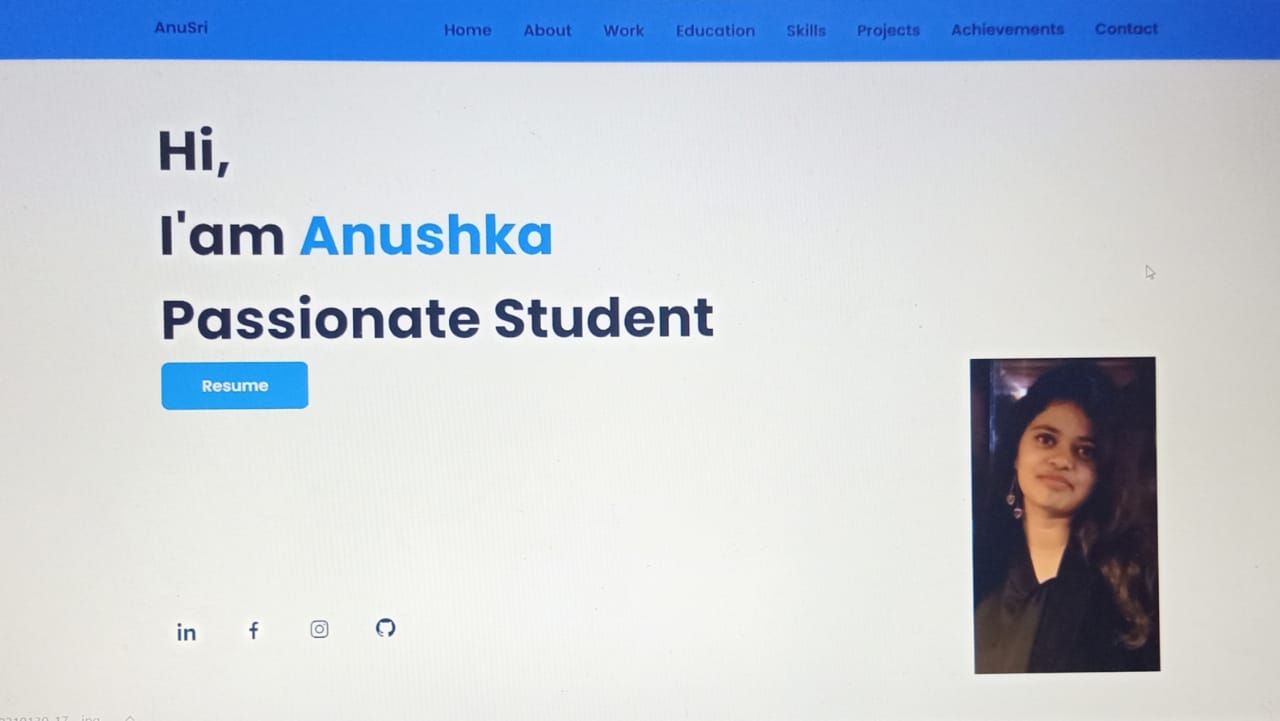 AnuSri
Home About Work Education Skills Projects Achievements Contact
Hi,
I'am Anushka
Passionate Student
Resume
in
f